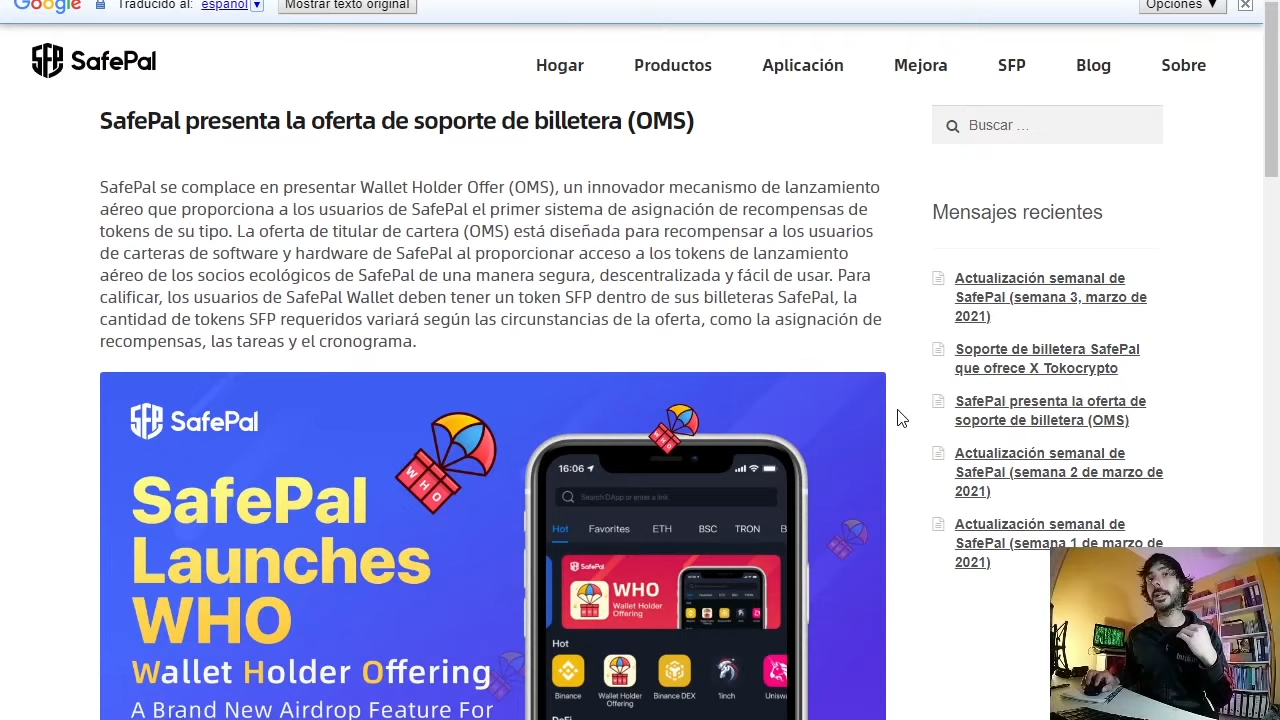 Google Traducido al: español ▼ Mostrar texto original Opciones ▼
SafePal
Hogar Productos Aplicación Mejora SFP Blog Sobre
SafePal presenta la oferta de soporte de billetera (OMS)
SafePal se complace en presentar Wallet Holder Offer (OMS), un innovador mecanismo de lanzamiento
aéreo que proporciona a los usuarios de SafePal el primer sistema de asignación de recompensas de
tokens de su tipo. La oferta de titular de cartera (OMS) está diseñada para recompensar a los usuarios
de carteras de software y hardware de SafePal al proporcionar acceso a los tokens de lanzamiento
aéreo de los socios ecológicos de SafePal de una manera segura, descentralizada y fácil de usar. Para
calificar, los usuarios de SafePal Wallet deben tener un token SFP dentro de sus billeteras SafePal, la
cantidad de tokens SFP requeridos variará según las circunstancias de la oferta, como la asignación de
recompensas, las tareas y el cronograma.
SafePal
SafePal
Launches
WHO
Wallet Holder Offering
A Brand New Airdrop Feature For
WHO
WHO
16:06
Search DApp or enter a link
Hot Favorites ETH BSC TRON B
SafePal
WHO
Wallet Holder
Offering
Hot
Binance
Wallet Holder
Offering
Binance DEX
1inch
Uniswa
DeFi
Buscar …
Mensajes recientes
Actualización semanal de
SafePal (semana 3, marzo de
2021)
Soporte de billetera SafePal
que ofrece X Tokocrypto
SafePal presenta la oferta de
soporte de billetera (OMS)
Actualización semanal de
SafePal (semana 2 de marzo de
2021)
Actualización semanal de
SafePal (semana 1 de marzo de
2021)